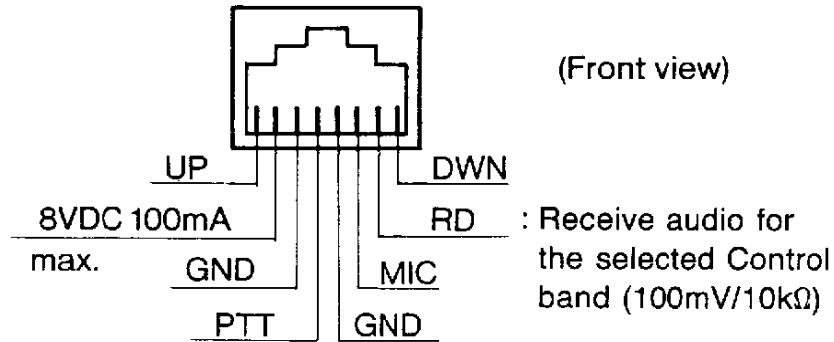 (Front view)
UP
DWN
8VDC 100mA
max.
RD
: Receive audio for
the selected Control
band (100mV/10kΩ)
GND
MIC
PTT
GND